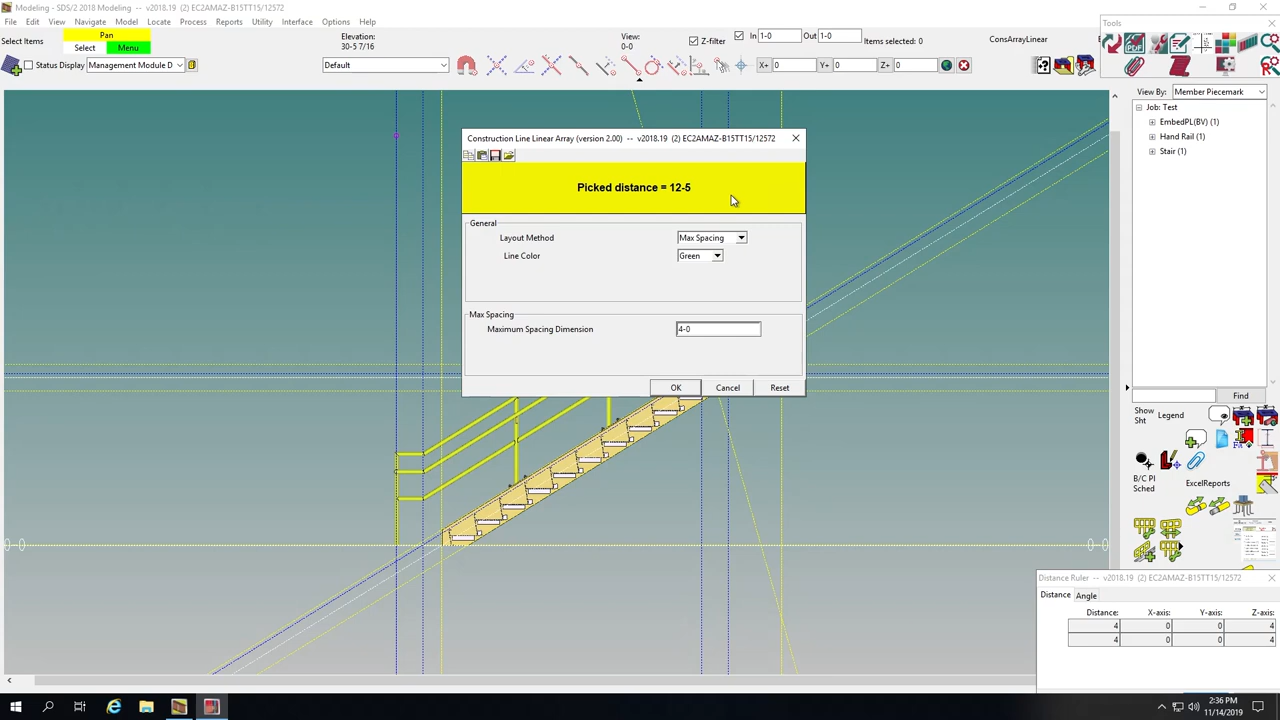 Modeling - SDS/2 2018 Modeling -- v2018.19 (2) EC2AMAZ-B15TT15/12572
File Edit View Navigate Model Locate Process Reports Utility Interface Options Help
Select Items
Pan
Select
Menu
Elevation:
30-5 7/16
View:
0-0
Z-filter
In 1-0
Out 1-0
Items selected: 0
ConsArrayLinear
Status Display
Management Module D
Default
X+ 0
Y+ 0
Z+ 0
Tools
View By: Member Piecemark
Job: Test
EmbedPL(BV) (1)
Hand Rail (1)
Stair (1)
Construction Line Linear Array (version 2.00) -- v2018.19 (2) EC2AMAZ-B15TT15/12572
Picked distance = 12-5
General
Layout Method Max Spacing
Line Color Green
Max Spacing
Maximum Spacing Dimension 4-0
OK Cancel Reset
Find
Show Sht
Legend
FA
B/C Pl Sched
ExcelReports
0-0
0-0
Distance Ruler -- v2018.19 (2) EC2AMAZ-B15TT15/12572
Distance Angle
Distance: X-axis: Y-axis: Z-axis:
4 0 0 4
4 0 0 4
2:36 PM
11/14/2019